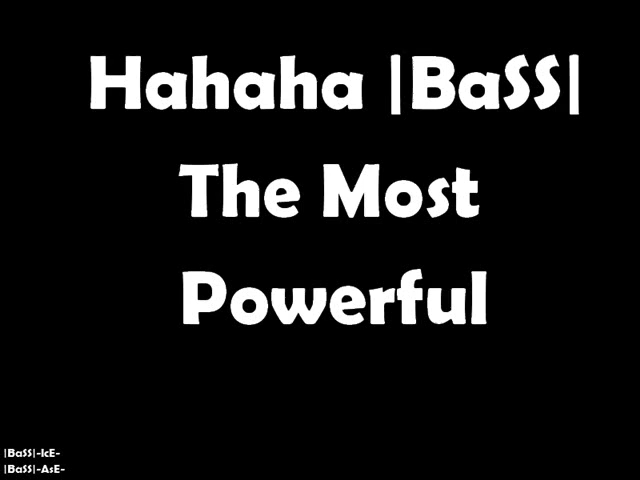 Hahaha |BaSS|
The Most
Powerful
|BaSS|-IcE-
|BaSS|-AsE-